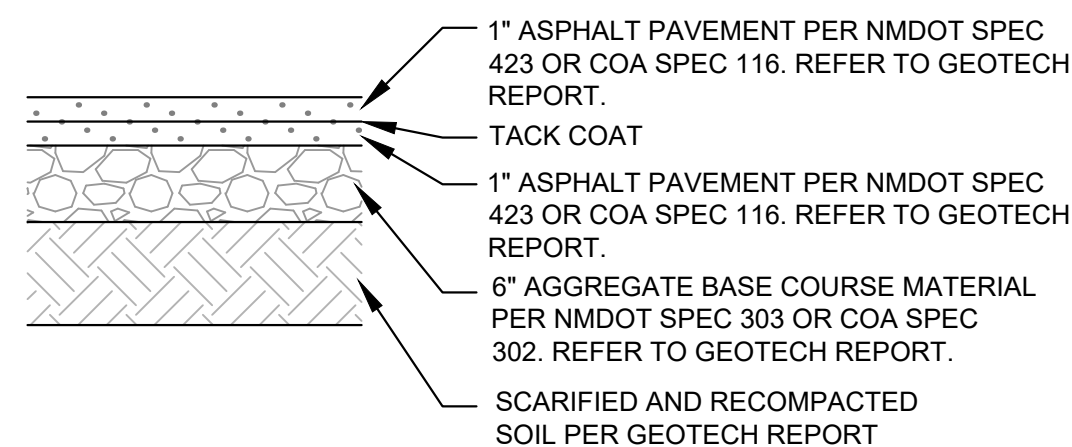 1" ASPHALT PAVEMENT PER NMDOT SPEC
423 OR COA SPEC 116. REFER TO GEOTECH
REPORT.
TACK COAT
1" ASPHALT PAVEMENT PER NMDOT SPEC
423 OR COA SPEC 116. REFER TO GEOTECH
REPORT.
6" AGGREGATE BASE COURSE MATERIAL
PER NMDOT SPEC 303 OR COA SPEC
302. REFER TO GEOTECH REPORT.
SCARIFIED AND RECOMPACTED
SOIL PER GEOTECH REPORT